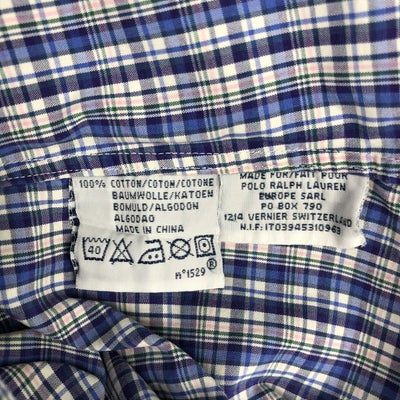 100% COTTON/COTON/COTONE
BAUMWOLLE/KATOEN
BOMULD/ALGODON
ALGODAO
MADE IN CHINA
40
N°1529 ®
MADE FOR/FAIT POUR
POLO RALPH LAUREN
EUROPE SARL
PO BOX 790
1214 VERNIER SWITZERLAND
N.I.F: IT03945310963